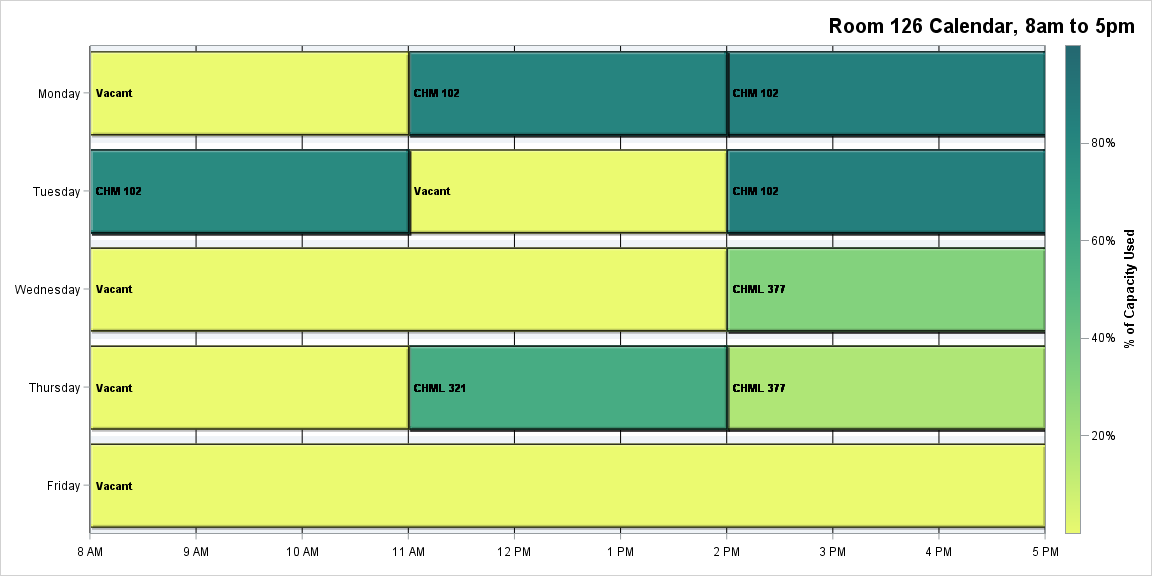 Room 126 Calendar, 8am to 5pm
Monday
Vacant
CHM 102
CHM 102
Tuesday
CHM 102
Vacant
CHM 102
Wednesday
Vacant
CHML 377
Thursday
Vacant
CHML 321
CHML 377
Friday
Vacant
8 AM
9 AM
10 AM
11 AM
12 PM
1 PM
2 PM
3 PM
4 PM
5 PM
80%
60%
40%
20%
% of Capacity Used